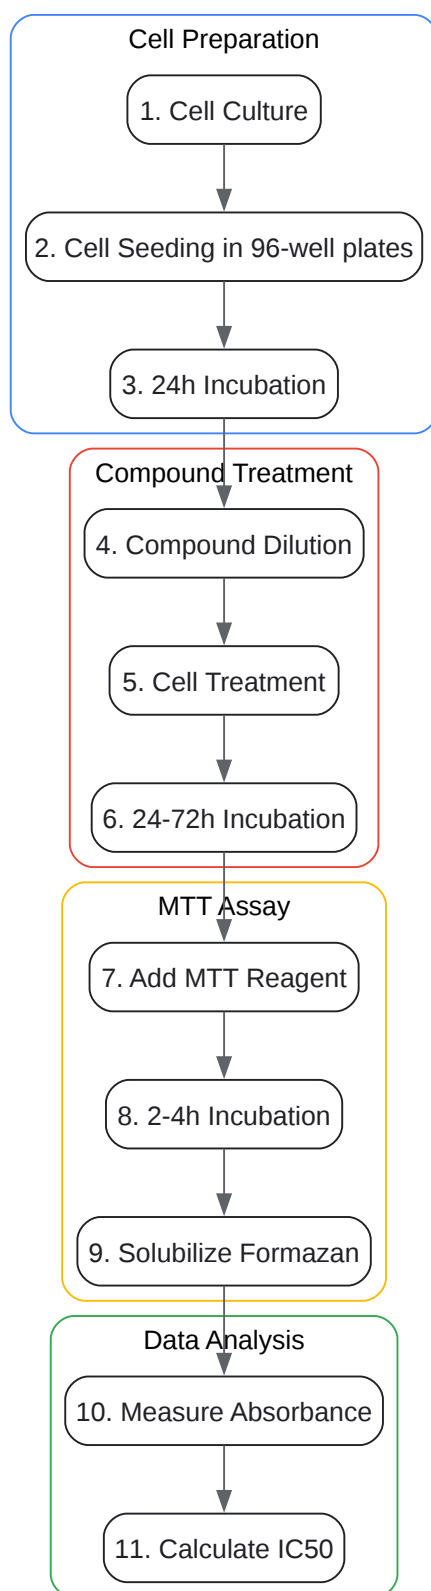 Cell Preparation
1. Cell Culture
2. Cell Seeding in 96-well plates
3. 24h Incubation
Compound Treatment
4. Compound Dilution
5. Cell Treatment
6. 24-72h Incubation
MTT Assay
7. Add MTT Reagent
8. 2-4h Incubation
9. Solubilize Formazan
Data Analysis
10. Measure Absorbance
11. Calculate IC50